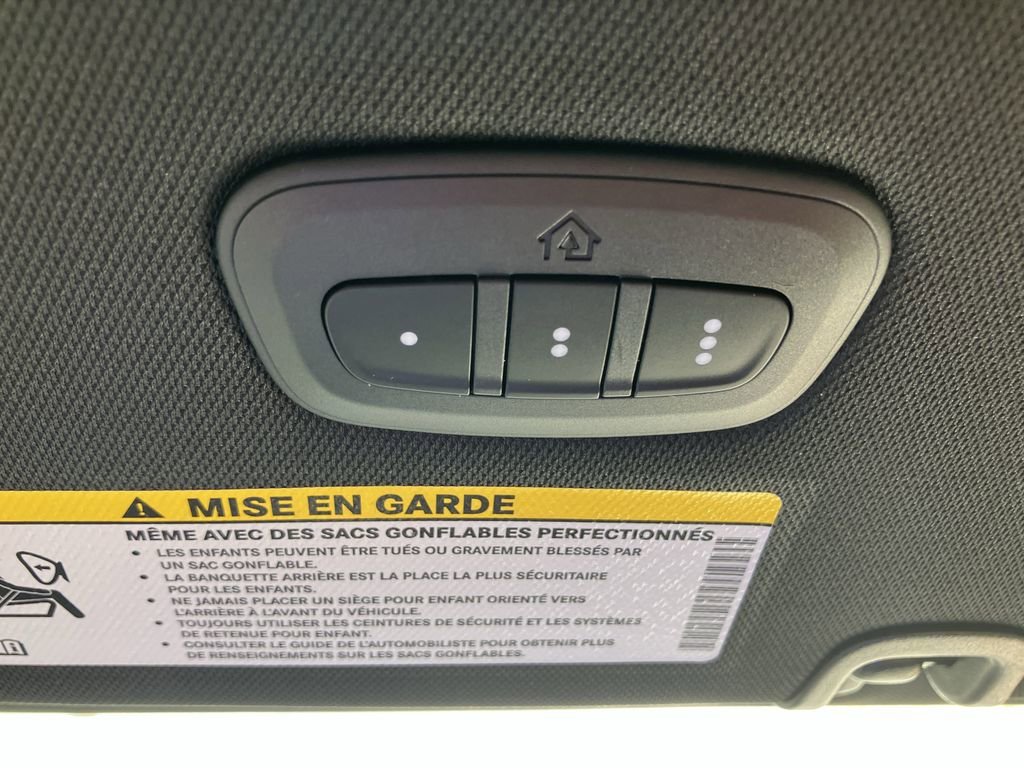 MISE EN GARDE
MÊME AVEC DES SACS GONFLABLES PERFECTIONNÉS
• LES ENFANTS PEUVENT ÊTRE TUÉS OU GRAVEMENT BLESSÉS PAR
UN SAC GONFLABLE.
• LA BANQUETTE ARRIÈRE EST LA PLACE LA PLUS SÉCURITAIRE
POUR LES ENFANTS.
• NE JAMAIS PLACER UN SIÈGE POUR ENFANT ORIENTÉ VERS
L'ARRIÈRE À L'AVANT DU VÉHICULE.
• TOUJOURS UTILISER LES CEINTURES DE SÉCURITÉ ET LES SYSTÈMES
DE RETENUE POUR ENFANT.
• CONSULTER LE GUIDE DE L'AUTOMOBILISTE POUR OBTENIR PLUS
DE RENSEIGNEMENTS SUR LES SACS GONFLABLES.